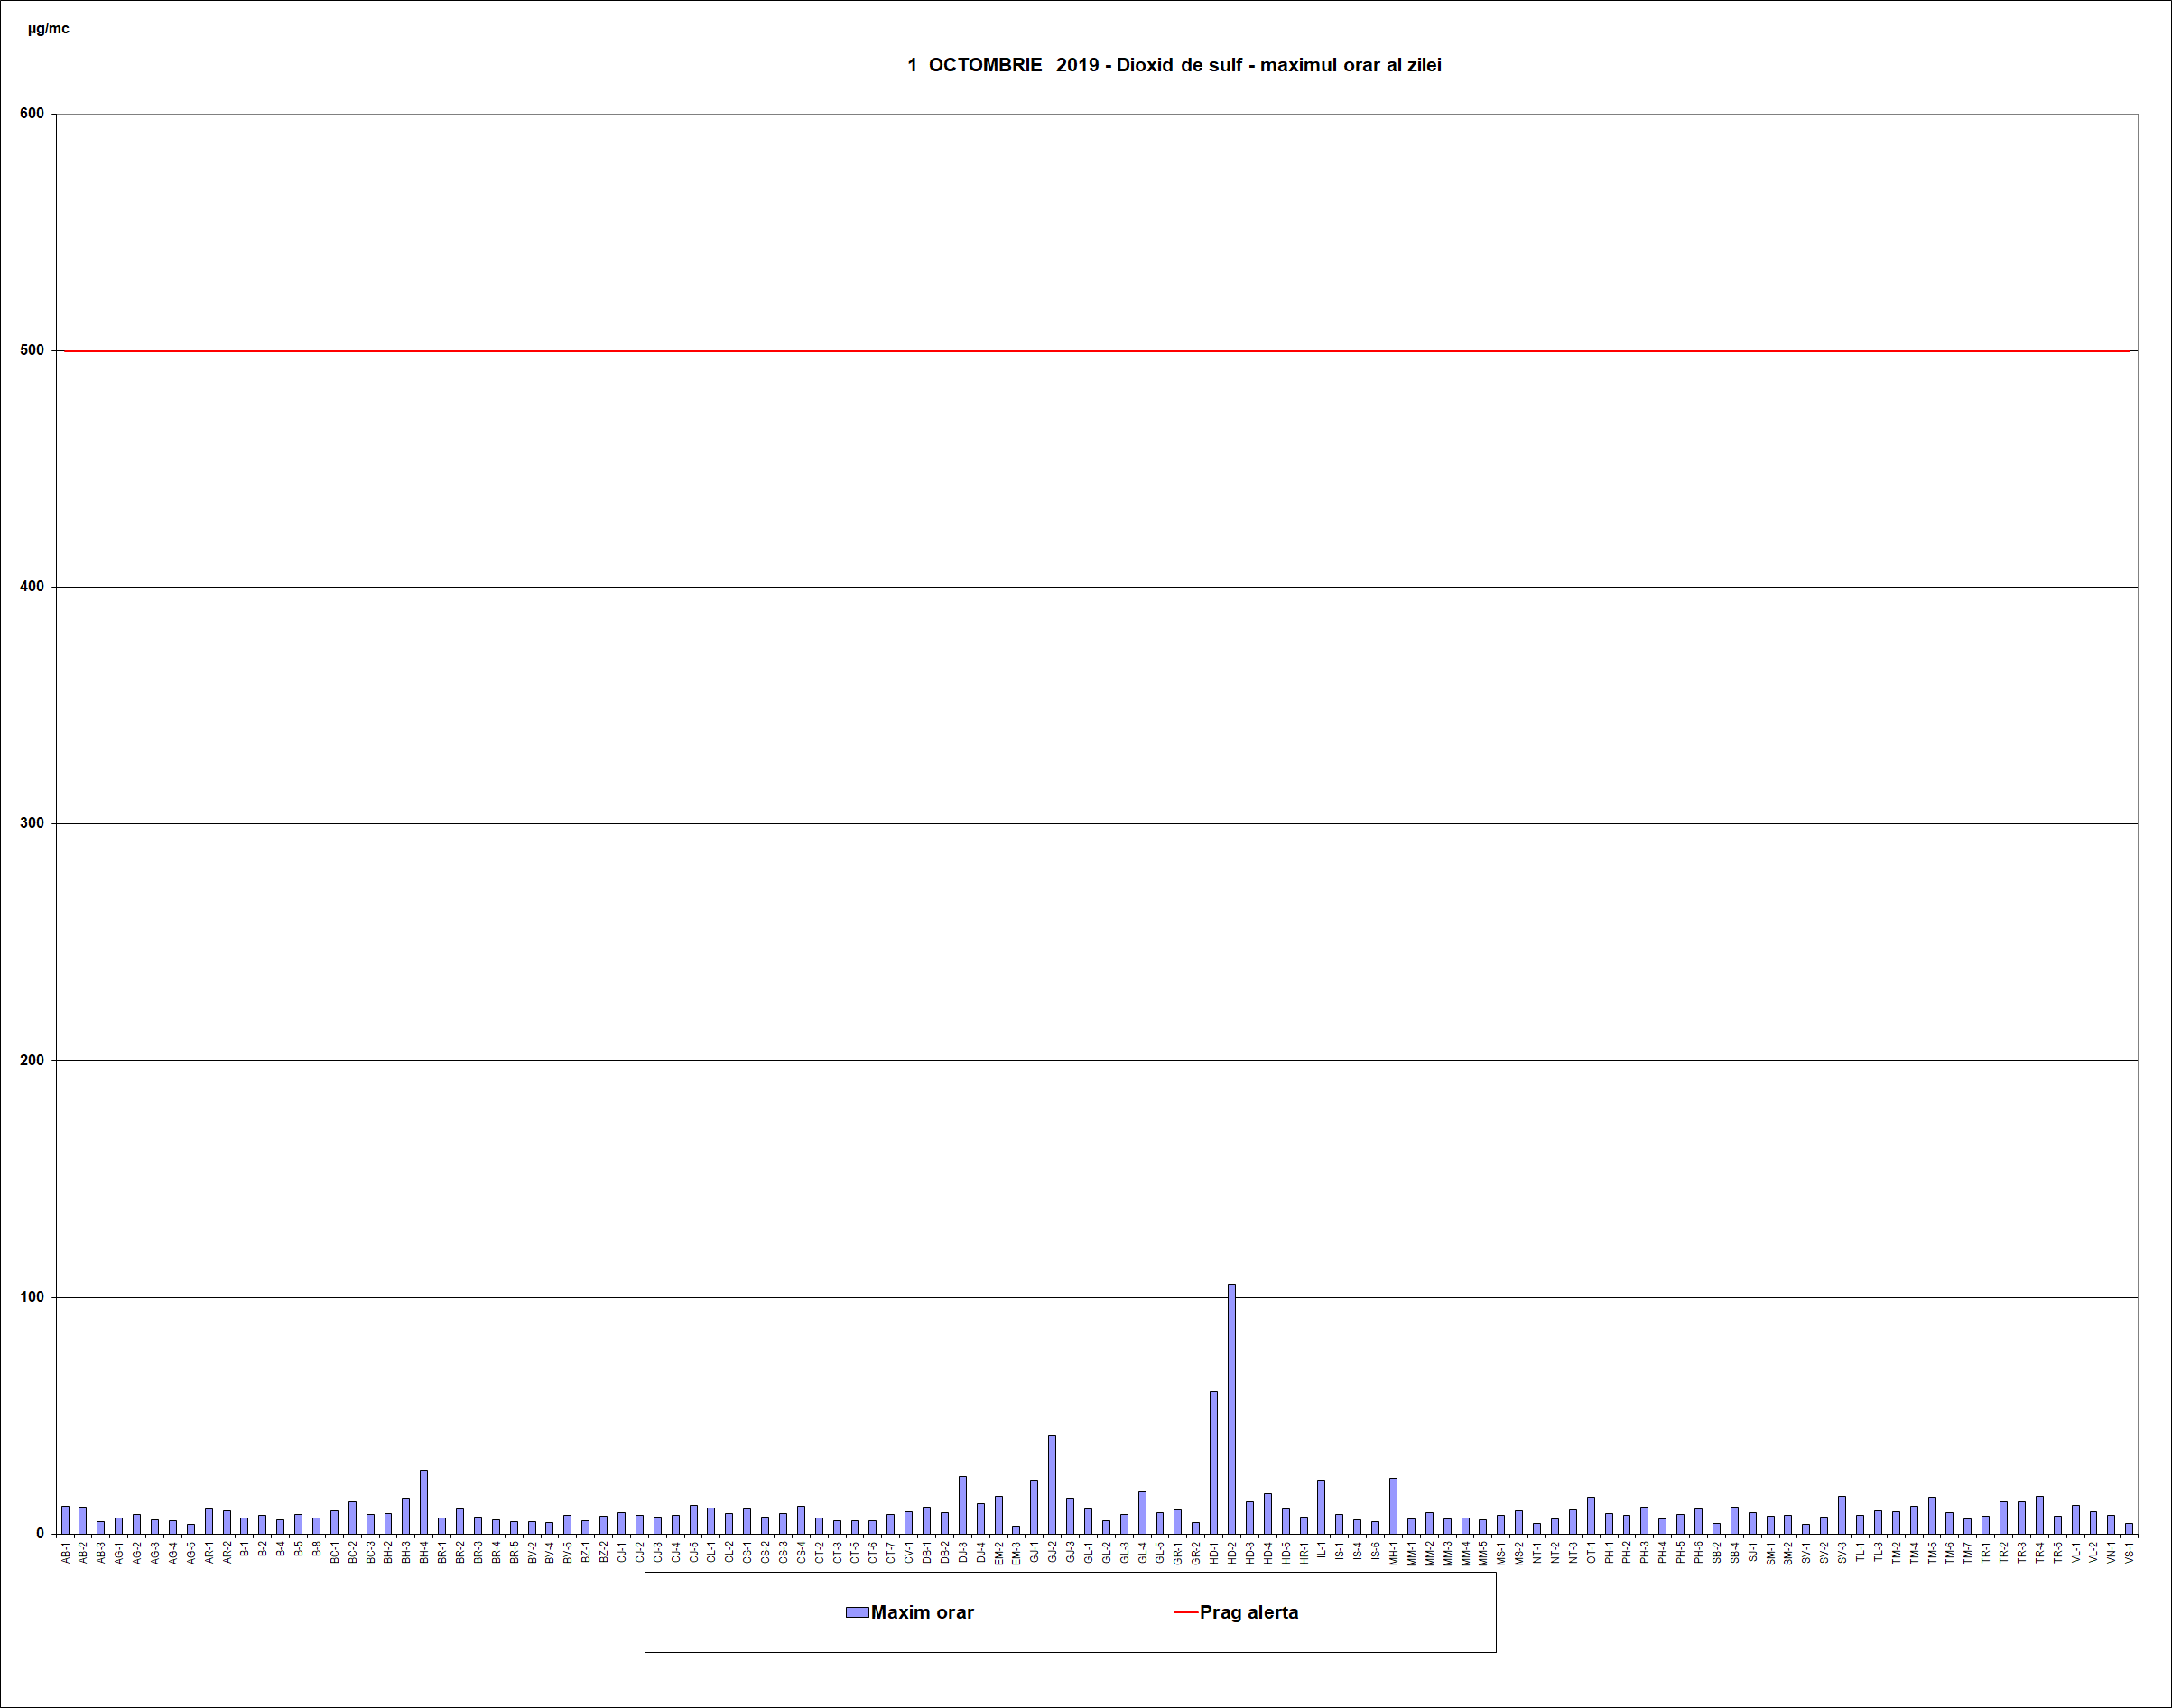 µg/mc
1 OCTOMBRIE 2019 - Dioxid de sulf - maximul orar al zilei
600
500
400
300
200
100
0
AB-1 AB-2 AB-3 AG-1 AG-2 AG-3 AG-4 AG-5 AR-1 AR-2 B-1 B-2 B-4 B-5 B-8 BC-1 BC-2 BC-3 BH-2 BH-3 BH-4 BR-1 BR-2 BR-3 BR-4 BR-5 BV-2 BV-4 BV-5 BZ-1 BZ-2 CJ-1 CJ-2 CJ-3 CJ-4 CJ-5 CL-1 CL-2 CS-1 CS-2 CS-3 CS-4 CT-2 CT-3 CT-5 CT-6 CT-7 CV-1 DB-1 DB-2 DJ-3 DJ-4 EM-2 EM-3 GJ-1 GJ-2 GJ-3 GL-1 GL-2 GL-3 GL-4 GL-5 GR-1 GR-2 HD-1 HD-2 HD-3 HD-4 HD-5 HR-1 IL-1 IS-1 IS-4 IS-6 MH-1 MM-1 MM-2 MM-3 MM-4 MM-5 MS-1 MS-2 NT-1 NT-2 NT-3 OT-1 PH-1 PH-2 PH-3 PH-4 PH-5 PH-6 SB-2 SB-4 SJ-1 SM-1 SM-2 SV-1 SV-2 SV-3 TL-1 TL-3 TM-2 TM-4 TM-5 TM-6 TM-7 TR-1 TR-2 TR-3 TR-4 TR-5 VL-1 VL-2 VN-1 VS-1
Maxim orar Prag alerta